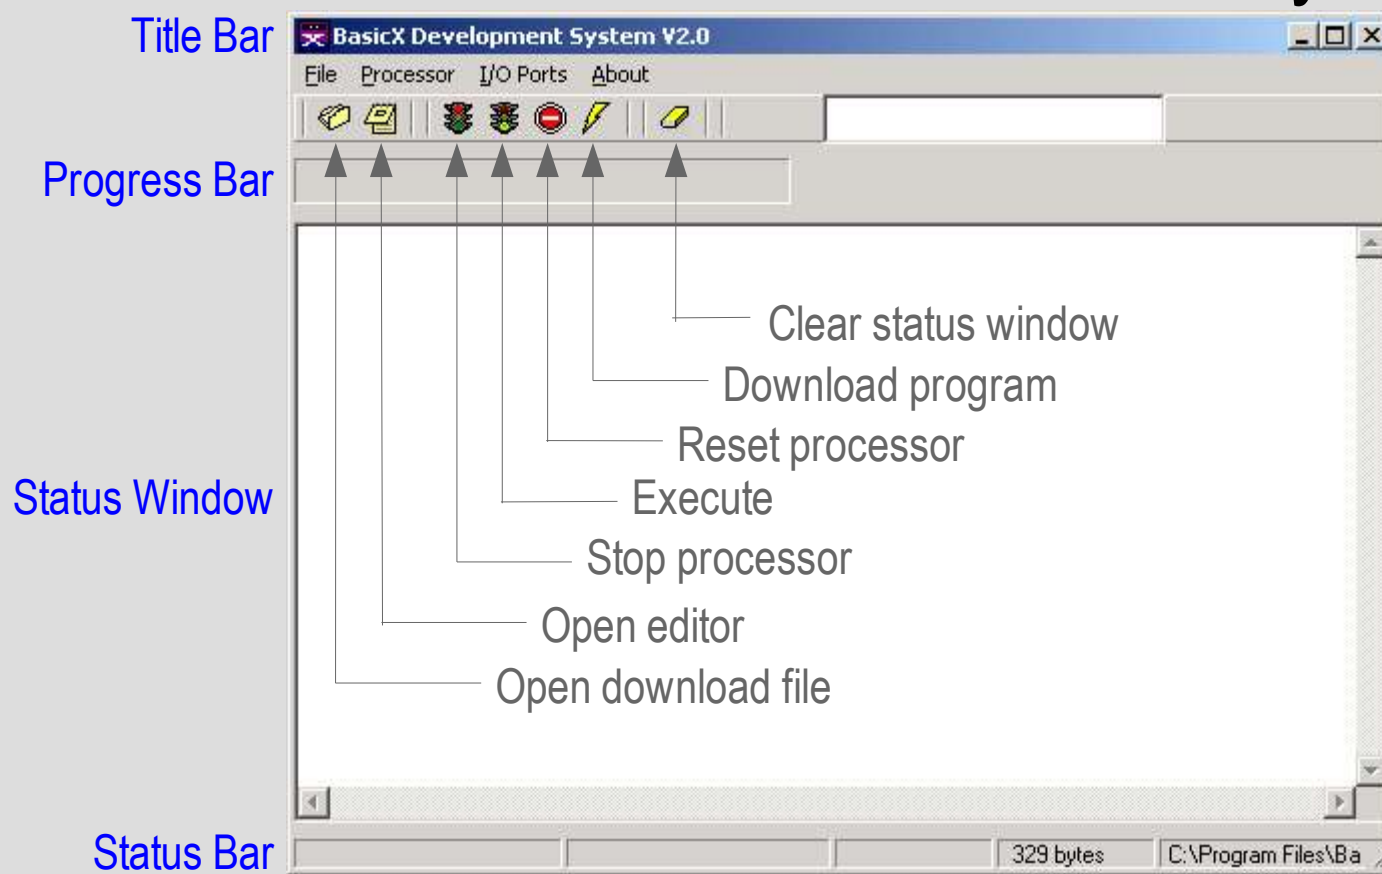 Title Bar
BasicX Development System V2.0
File Processor I/O Ports About
Progress Bar
Clear status window
Download program
Reset processor
Status Window
Execute
Stop processor
Open editor
Open download file
Status Bar
329 bytes
C:\Program Files\Ba